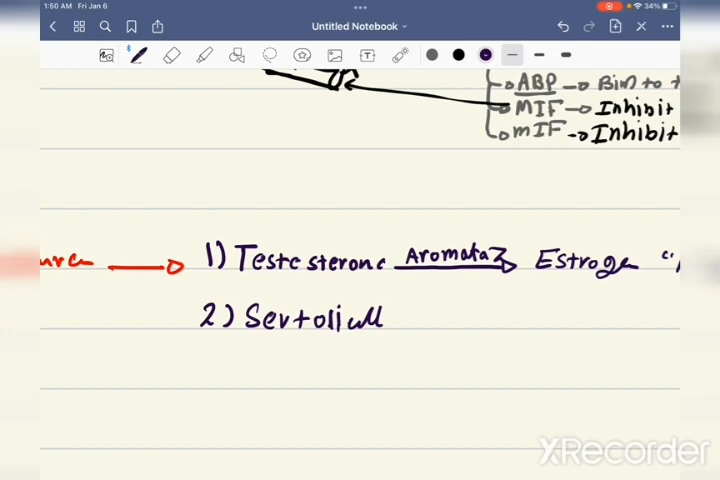 1:50 AM Fri Jan 6
34%
Untitled Notebook
ABP Bin to t
MIF Inhibit
mIF Inhibit
1) Testesterone Aromataz Estrogen
2) Sertolicell
XRecorder